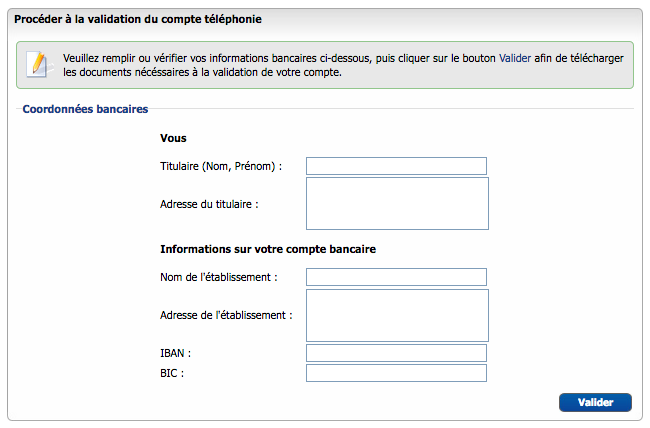 Procéder à la validation du compte téléphonie
Veuillez remplir ou vérifier vos informations bancaires ci-dessous, puis cliquer sur le bouton Valider afin de télécharger
les documents nécéssaires à la validation de votre compte.
Coordonnées bancaires
Vous
Titulaire (Nom, Prénom) :
Adresse du titulaire :
Informations sur votre compte bancaire
Nom de l'établissement :
Adresse de l'établissement :
IBAN :
BIC :
Valider